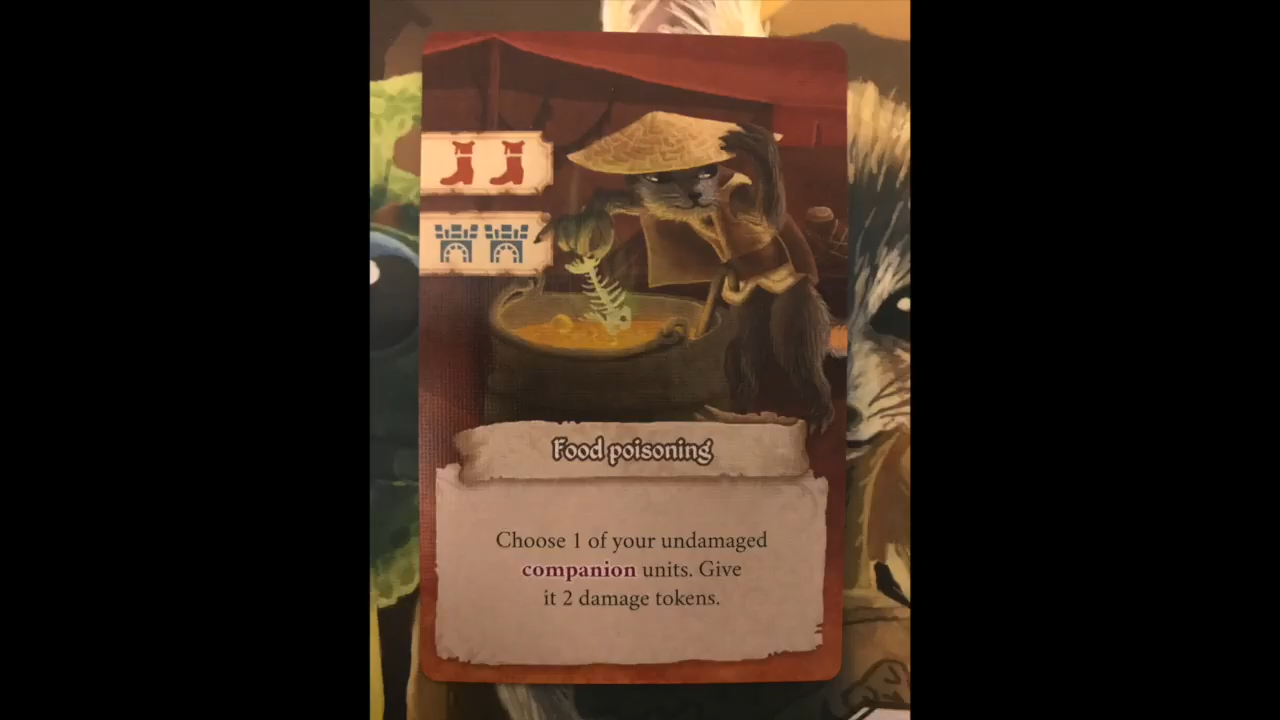 Food poisoning
Choose 1 of your undamaged
companion units. Give
it 2 damage tokens.